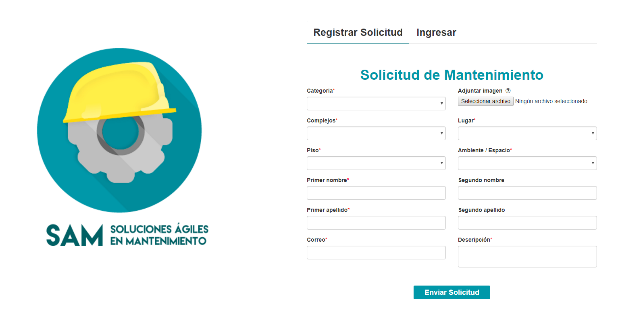 Registrar Solicitud Ingresar
Solicitud de Mantenimiento
Categoría* Adjuntar imagen
Seleccionar archivo Ningún archivo seleccionado
Complejos* Lugar*
Piso* Ambiente / Espacio*
Primer nombre* Segundo nombre
Primer apellido* Segundo apellido
Correo* Descripción*
Enviar Solicitud
SAM SOLUCIONES ÁGILES
EN MANTENIMIENTO